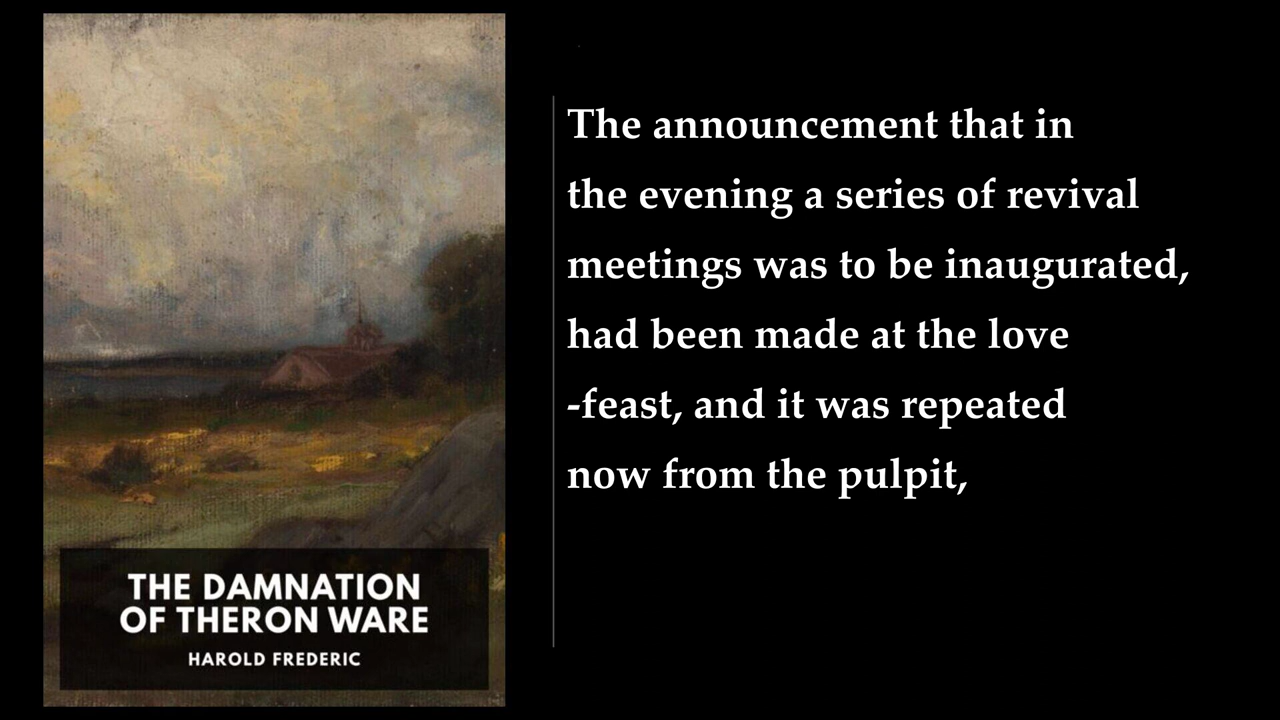 THE DAMNATION
OF THERON WARE
HAROLD FREDERIC
The announcement that in
the evening a series of revival
meetings was to be inaugurated,
had been made at the love
-feast, and it was repeated
now from the pulpit,